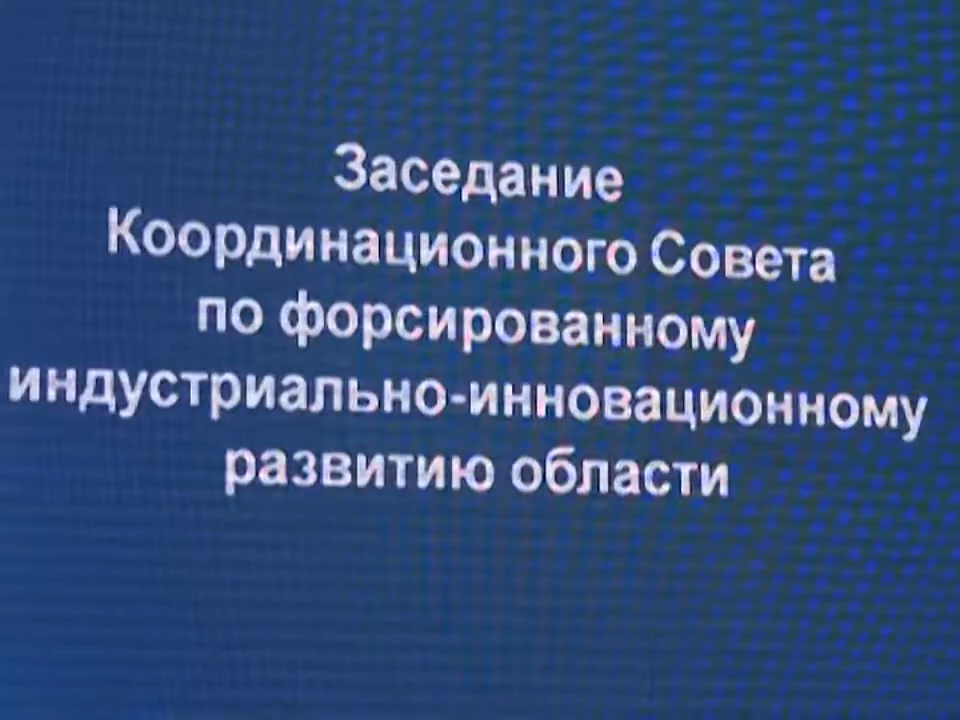 Заседание
Координационного Совета
по форсированному
индустриально-инновационному
развитию области